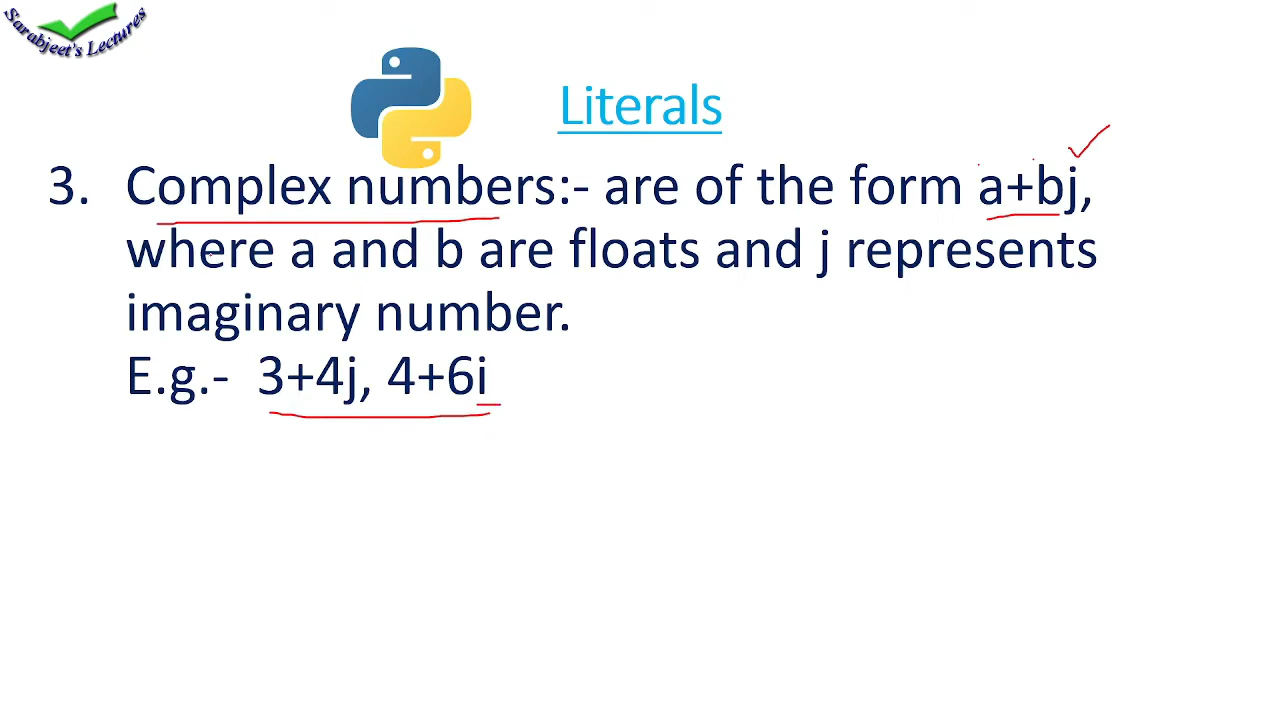 Sarabjeet's Lectures
Literals
3. Complex numbers:- are of the form a+bj,
where a and b are floats and j represents
imaginary number.
E.g.- 3+4j, 4+6i